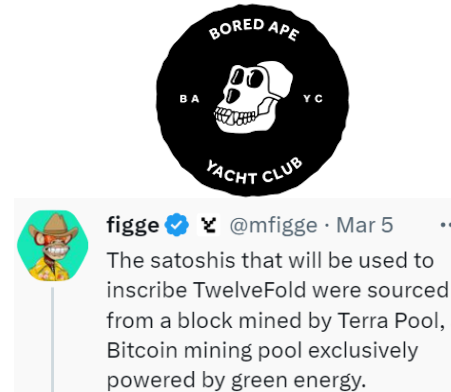 BORED APE
BA YC
YACHT CLUB
figge @mfigge · Mar 5
The satoshis that will be used to
inscribe TwelveFold were sourced
from a block mined by Terra Pool,
Bitcoin mining pool exclusively
powered by green energy.